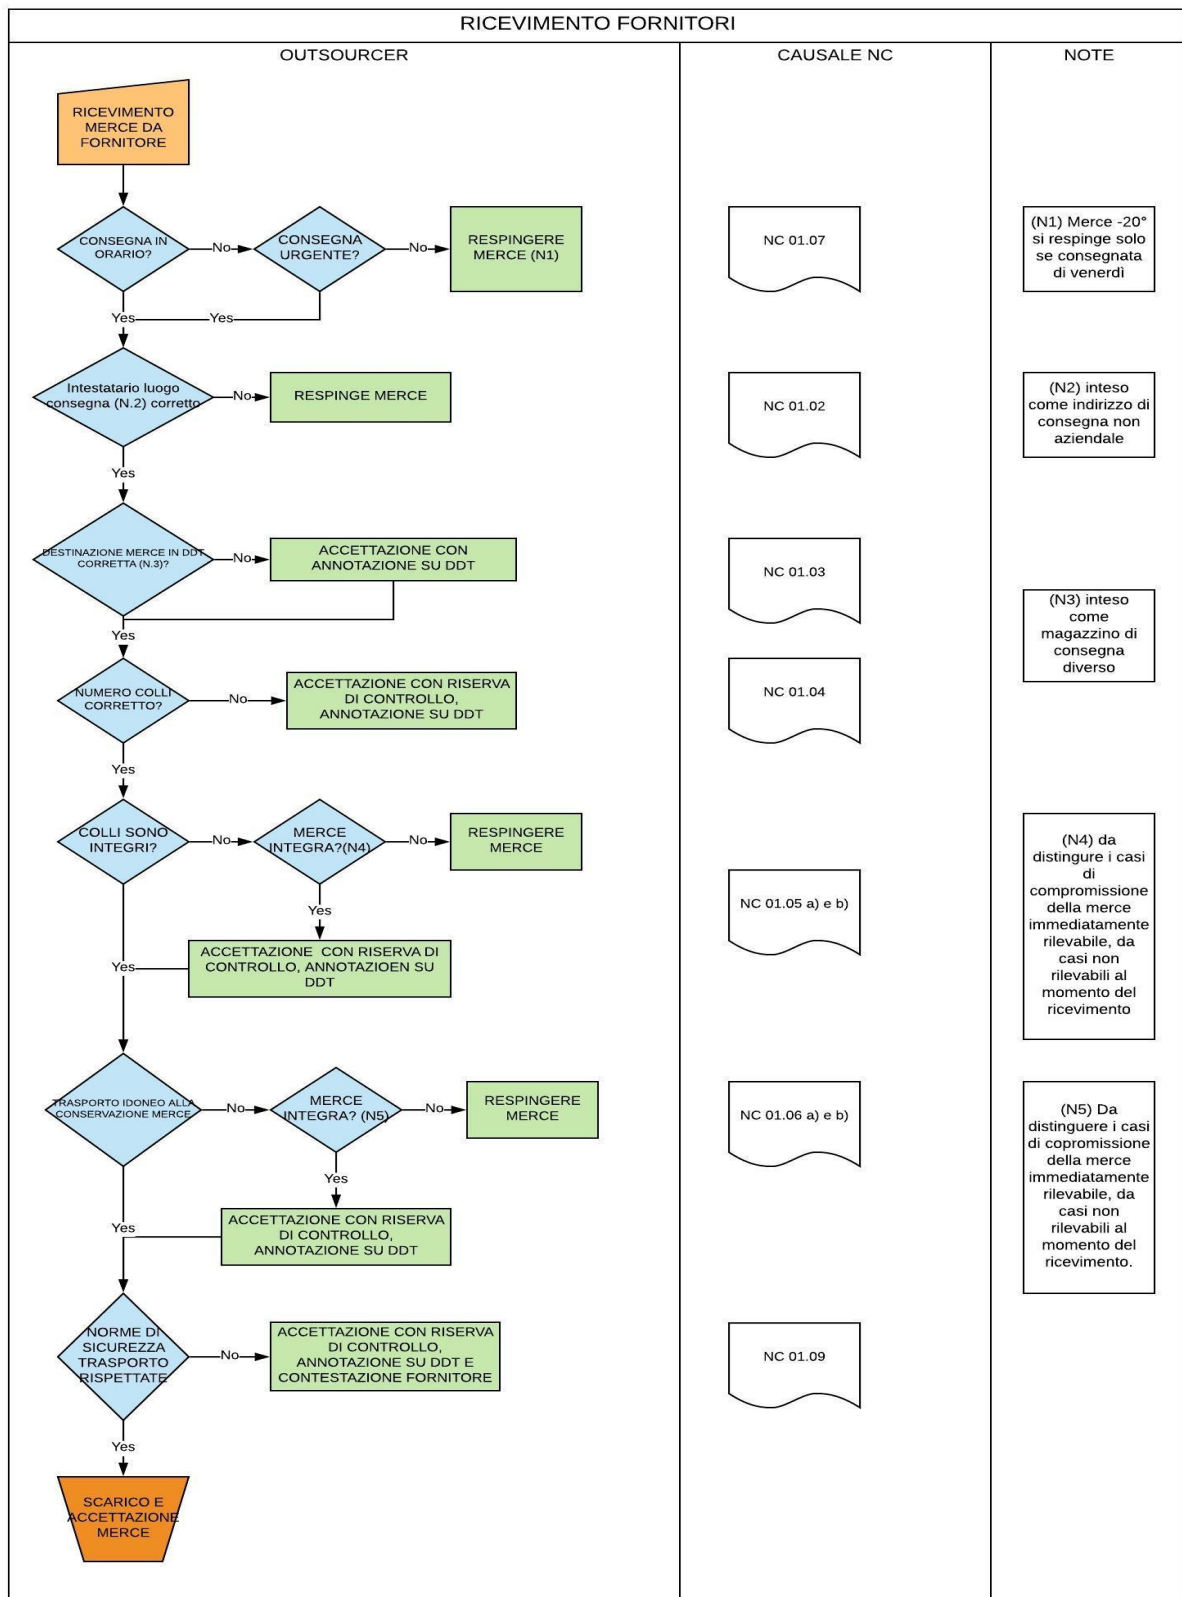 RICEVIMENTO FORNITORI
OUTSOURCER
CAUSALE NC
NOTE
RICEVIMENTO
MERCE DA
FORNITORE
CONSEGNA IN
ORARIO?
No
CONSEGNA
URGENTE?
No
RESPINGERE
MERCE (N1)
NC 01.07
(N1) Merce -20°
si respinge solo
se consegnata
di venerdì
Yes
Yes
Intestatario luogo
consegna (N.2) corretto
No
RESPINGE MERCE
NC 01.02
(N2) inteso
come indirizzo di
consegna non
aziendale
Yes
DESTINAZIONE MERCE IN DDT
CORRETTA (N.3)?
No
ACCETTAZIONE CON
ANNOTAZIONE SU DDT
NC 01.03
(N3) inteso
come
magazzino di
consegna
diverso
Yes
NUMERO COLLI
CORRETTO?
No
ACCETTAZIONE CON RISERVA
DI CONTROLLO,
ANNOTAZIONE SU DDT
NC 01.04
Yes
COLLI SONO
INTEGRI?
No
MERCE
INTEGRA?(N4)
No
RESPINGERE
MERCE
NC 01.05 a) e b)
(N4) da
distingure i casi
di
compromissione
della merce
immediatamente
rilevabile, da
casi non
rilevabili al
momento del
ricevimento
Yes
ACCETTAZIONE CON RISERVA DI
CONTROLLO, ANNOTAZIOEN SU
DDT
Yes
TRASPORTO IDONEO ALLA
CONSERVAZIONE MERCE
No
MERCE
INTEGRA? (N5)
No
RESPINGERE
MERCE
NC 01.06 a) e b)
(N5) Da
distinguere i casi
di copromissione
della merce
immediatamente
rilevabile, da
casi non
rilevabili al
momento del
ricevimento.
Yes
ACCETTAZIONE CON RISERVA
DI CONTROLLO,
ANNOTAZIONE SU DDT
Yes
NORME DI
SICUREZZA
TRASPORTO
RISPETTATE
No
ACCETTAZIONE CON RISERVA
DI CONTROLLO,
ANNOTAZIONE SU DDT E
CONTESTAZIONE FORNITORE
NC 01.09
Yes
SCARICO E
ACCETTAZIONE
MERCE